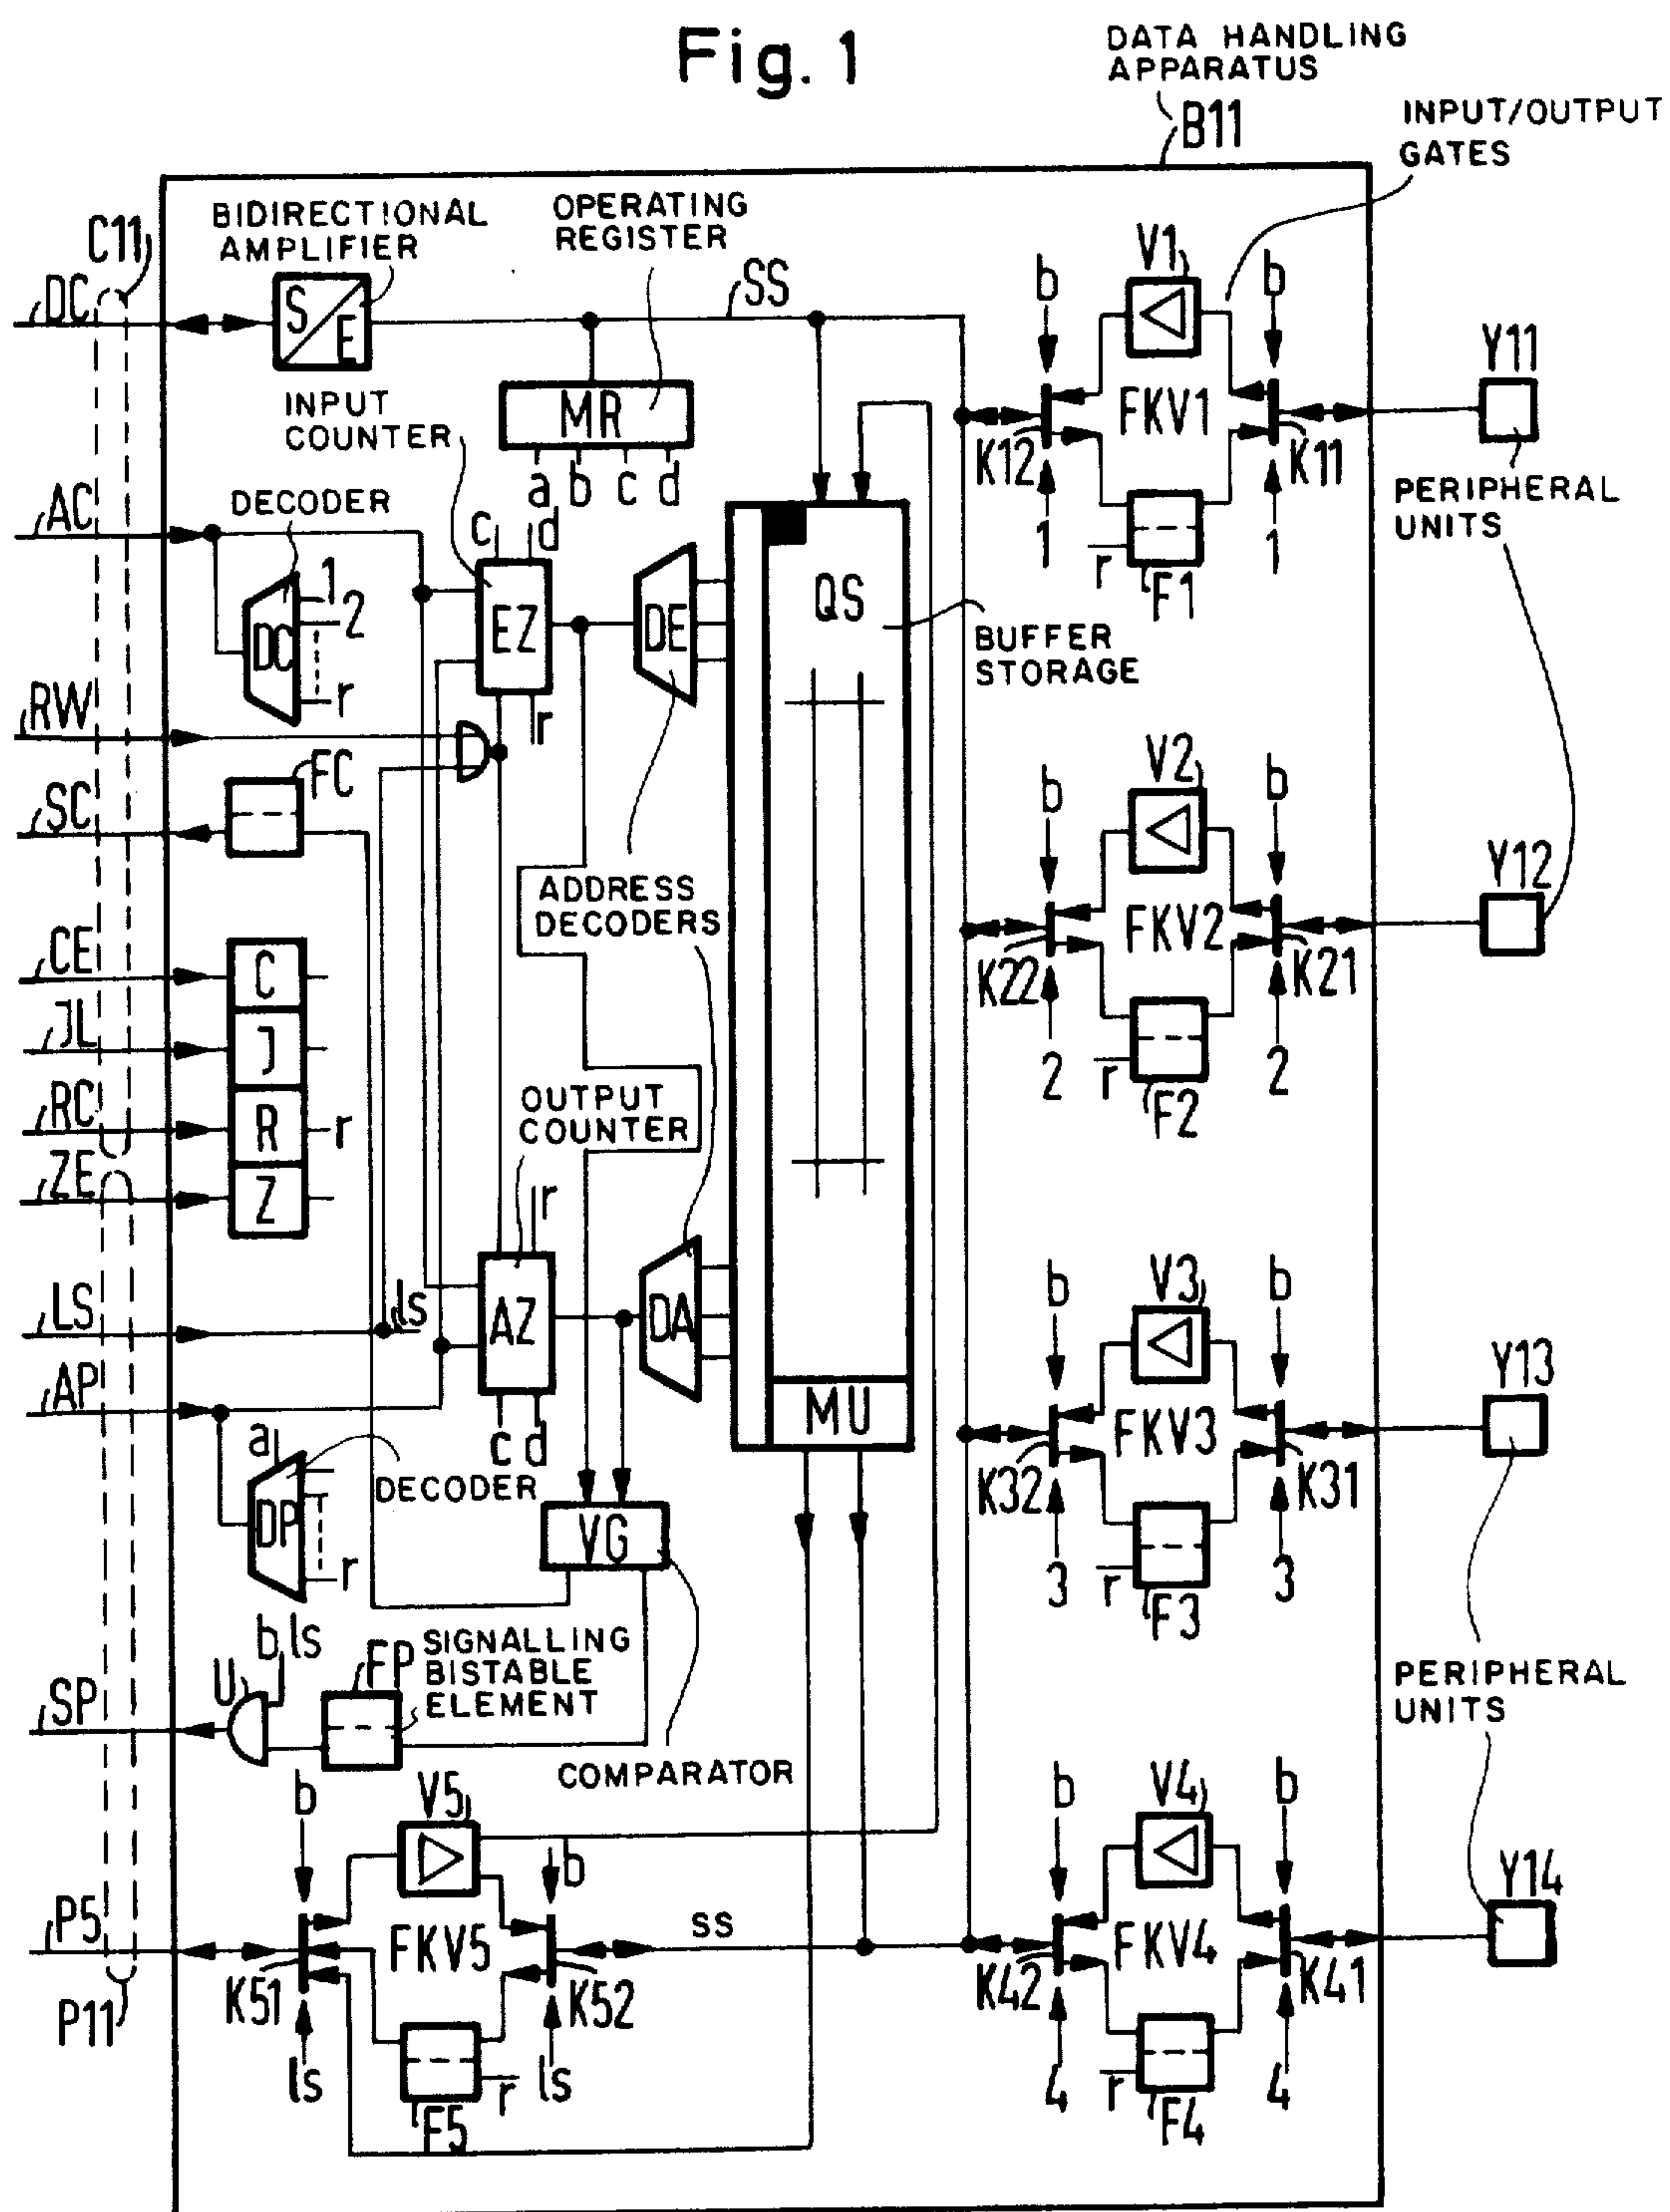 Fig. 1
DATA HANDLING
APPARATUS
B11
INPUT/OUTPUT
GATES
C11
BIDIRECTIONAL
AMPLIFIER
OPERATING
REGISTER
DC
S/E
SS
V1
b
b
FKV1
K12
K11
1
1
r
F1
Y11
PERIPHERAL
UNITS
INPUT
COUNTER
MR
a b c d
AC
DECODER
DC
1
2
r
c d
EZ
r
DE
QS
BUFFER
STORAGE
RW
FC
SC
V2
b
b
FKV2
K22
K21
2
2
r
F2
Y12
ADDRESS
DECODERS
CE
C
JL
J
RC
R
r
ZE
Z
OUTPUT
COUNTER
r
LS
ls
AZ
c d
DA
MU
V3
b
b
FKV3
K32
K31
3
3
r
F3
Y13
AP
a
DECODER
DP
r
VG
b ls
U
SP
FP
SIGNALLING
BISTABLE
ELEMENT
COMPARATOR
PERIPHERAL
UNITS
V5
b
b
FKV5
SS
P5
K51
K52
P11
ls
ls
r
F5
V4
b
b
FKV4
K42
K41
4
4
r
F4
Y14